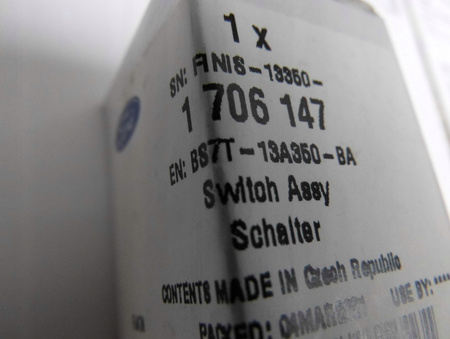 1 x
SN: FINIS-13350-
1 706 147
EN: BS7T-13A350-BA
Switch Assy
Schalter
CONTENTS MADE IN Czech Republic
PACKED: USE BY: ****